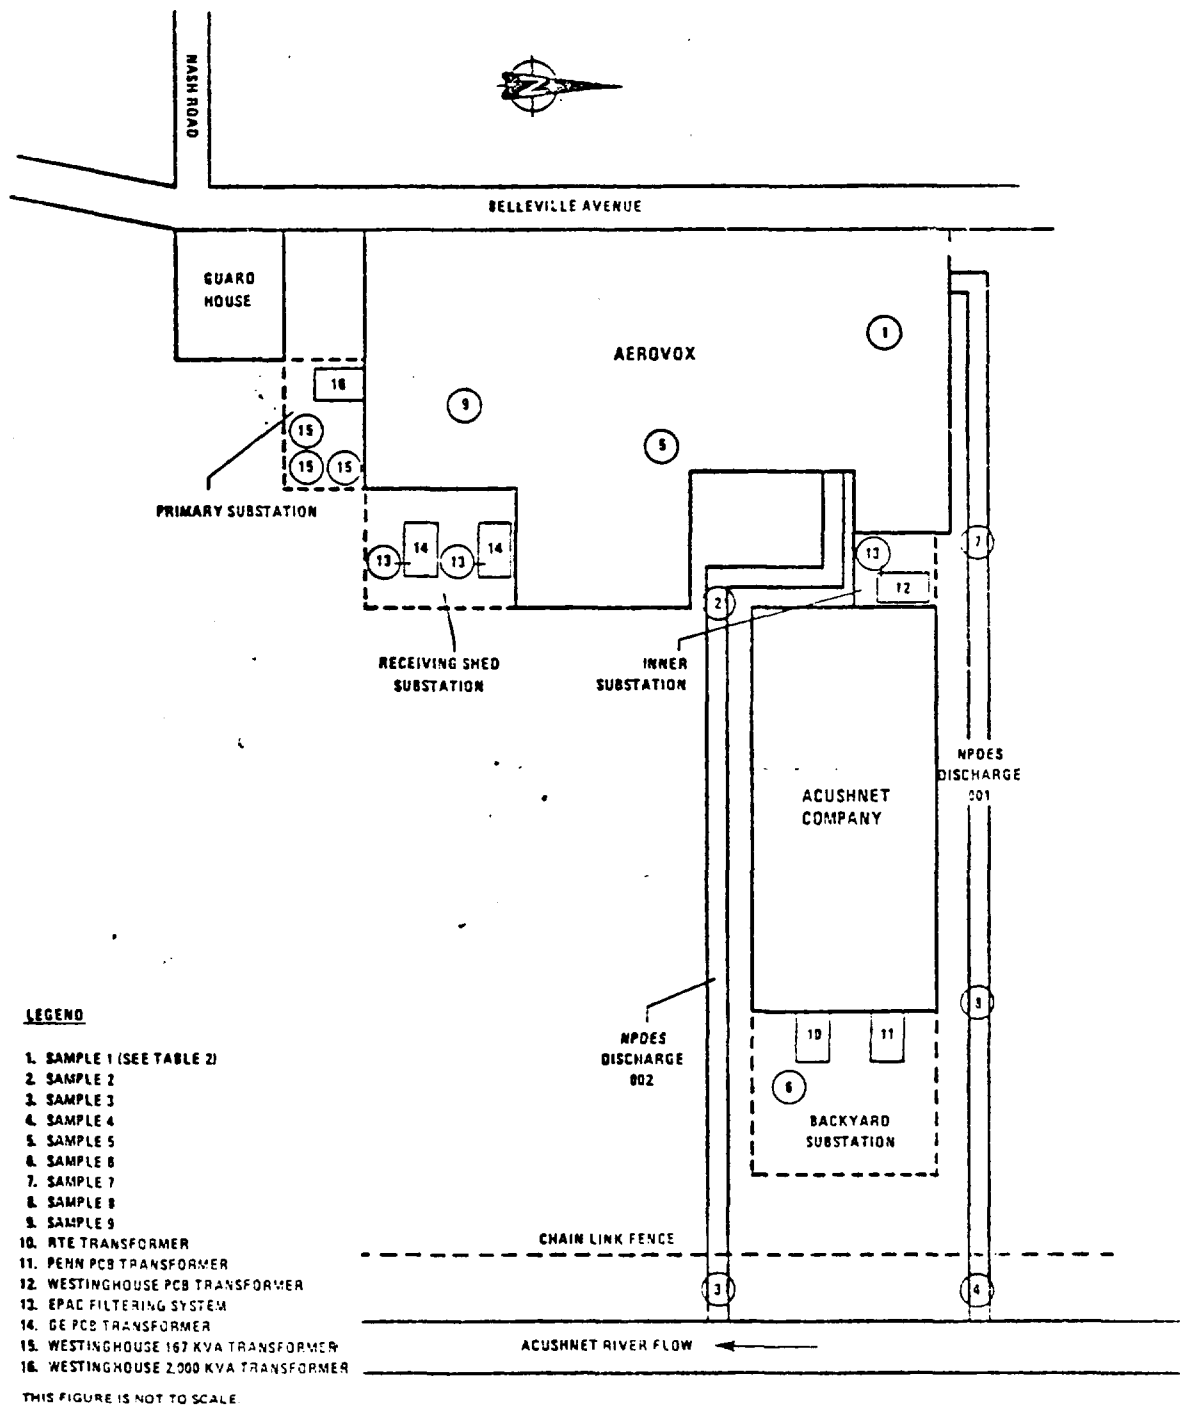 NASH ROAD
N
BELLEVILLE AVENUE
GUARD
HOUSE
AEROVOX
1
16
9
15
5
15
15
PRIMARY SUBSTATION
13
14
13
14
13
7
12
2
RECEIVING SHED
SUBSTATION
INNER
SUBSTATION
NPDES
DISCHARGE
001
ACUSHNET
COMPANY
8
NPDES
DISCHARGE
002
10
11
6
BACKYARD
SUBSTATION
LEGEND
1. SAMPLE 1 (SEE TABLE 2)
2. SAMPLE 2
3. SAMPLE 3
4. SAMPLE 4
5. SAMPLE 5
6. SAMPLE 6
7. SAMPLE 7
8. SAMPLE 8
9. SAMPLE 9
10. RTE TRANSFORMER
11. PENN PCB TRANSFORMER
12. WESTINGHOUSE PCB TRANSFORMER
13. EPAC FILTERING SYSTEM
14. GE PCB TRANSFORMER
15. WESTINGHOUSE 167 KVA TRANSFORMER
16. WESTINGHOUSE 2,000 KVA TRANSFORMER
THIS FIGURE IS NOT TO SCALE.
CHAIN LINK FENCE
3
4
ACUSHNET RIVER FLOW